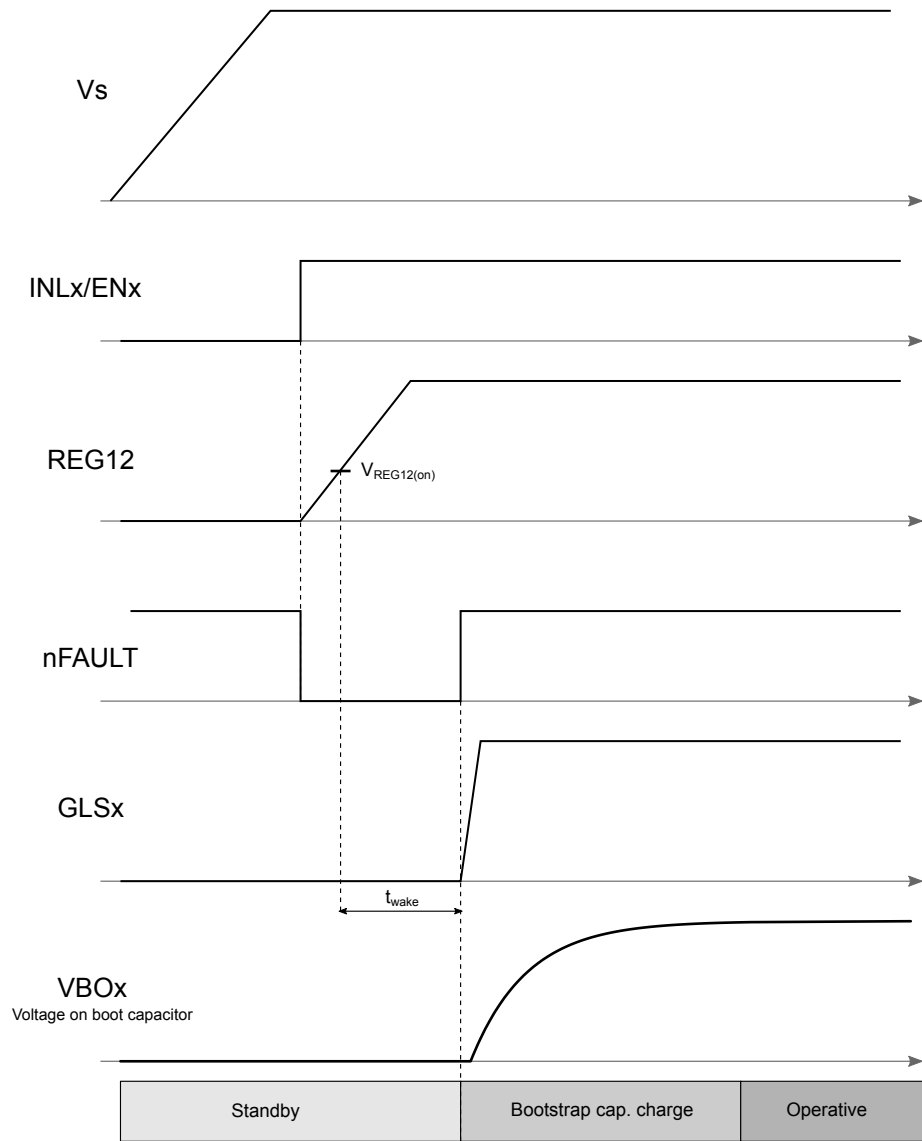 Vs
INLx/ENx
REG12
VREG12(on)
nFAULT
GLSx
twake
VBOx
Voltage on boot capacitor
Standby
Bootstrap cap. charge
Operative